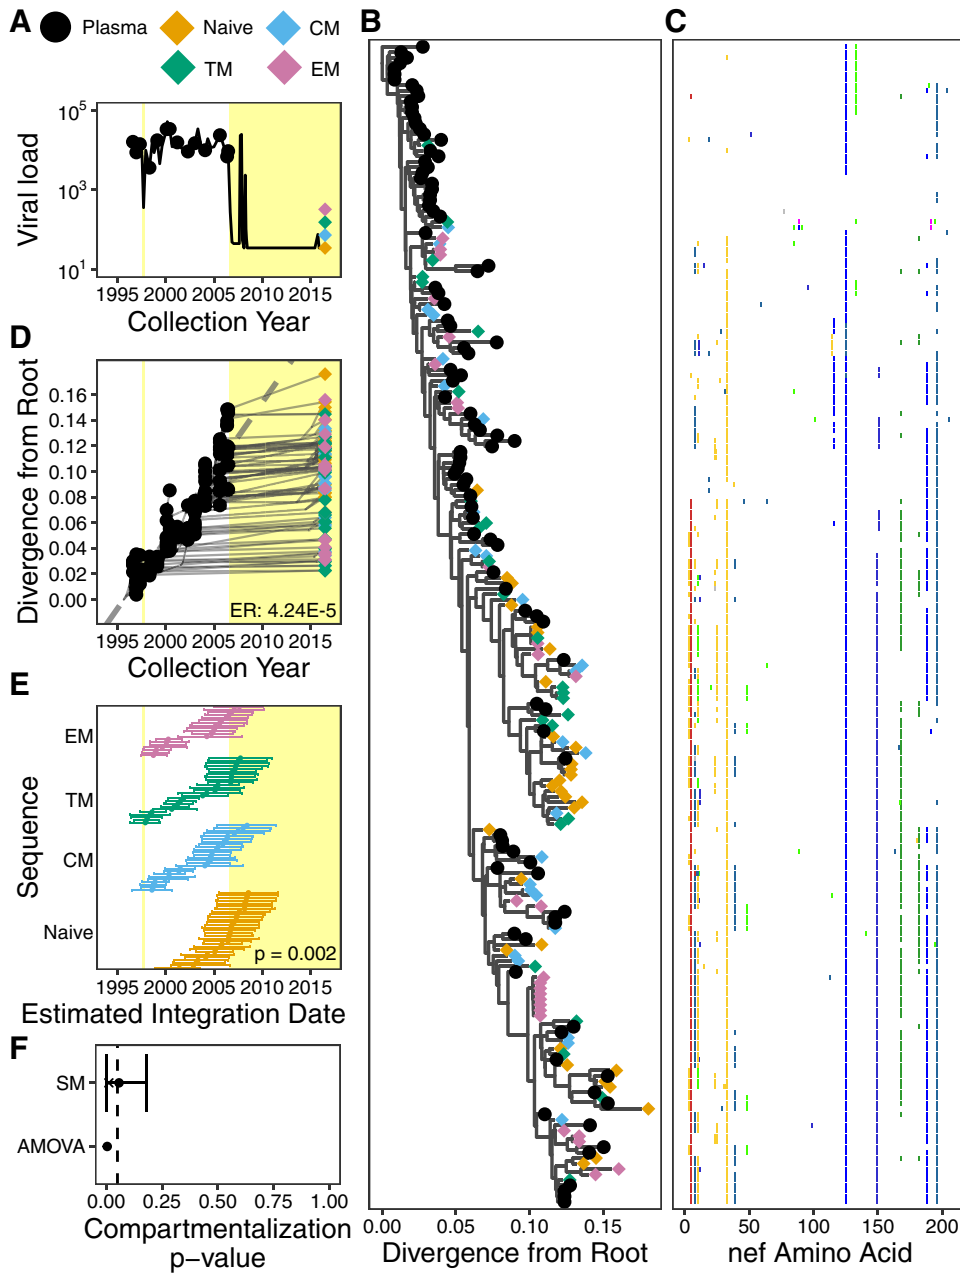 A
Plasma
Naive
CM
TM
EM
10^5
10^3
10^1
Viral load
1995 2000 2005 2010 2015
Collection Year
B
0.00 0.05 0.10 0.15
Divergence from Root
C
0 50 100 150 200
nef Amino Acid
D
0.16
0.14
0.12
0.10
0.08
0.06
0.04
0.02
0.00
Divergence from Root
ER: 4.24E-5
1995 2000 2005 2010 2015
Collection Year
E
EM
TM
CM
Naive
Sequence
p = 0.002
1995 2000 2005 2010 2015
Estimated Integration Date
F
SM
AMOVA
0.00 0.25 0.50 0.75 1.00
Compartmentalization
p−value